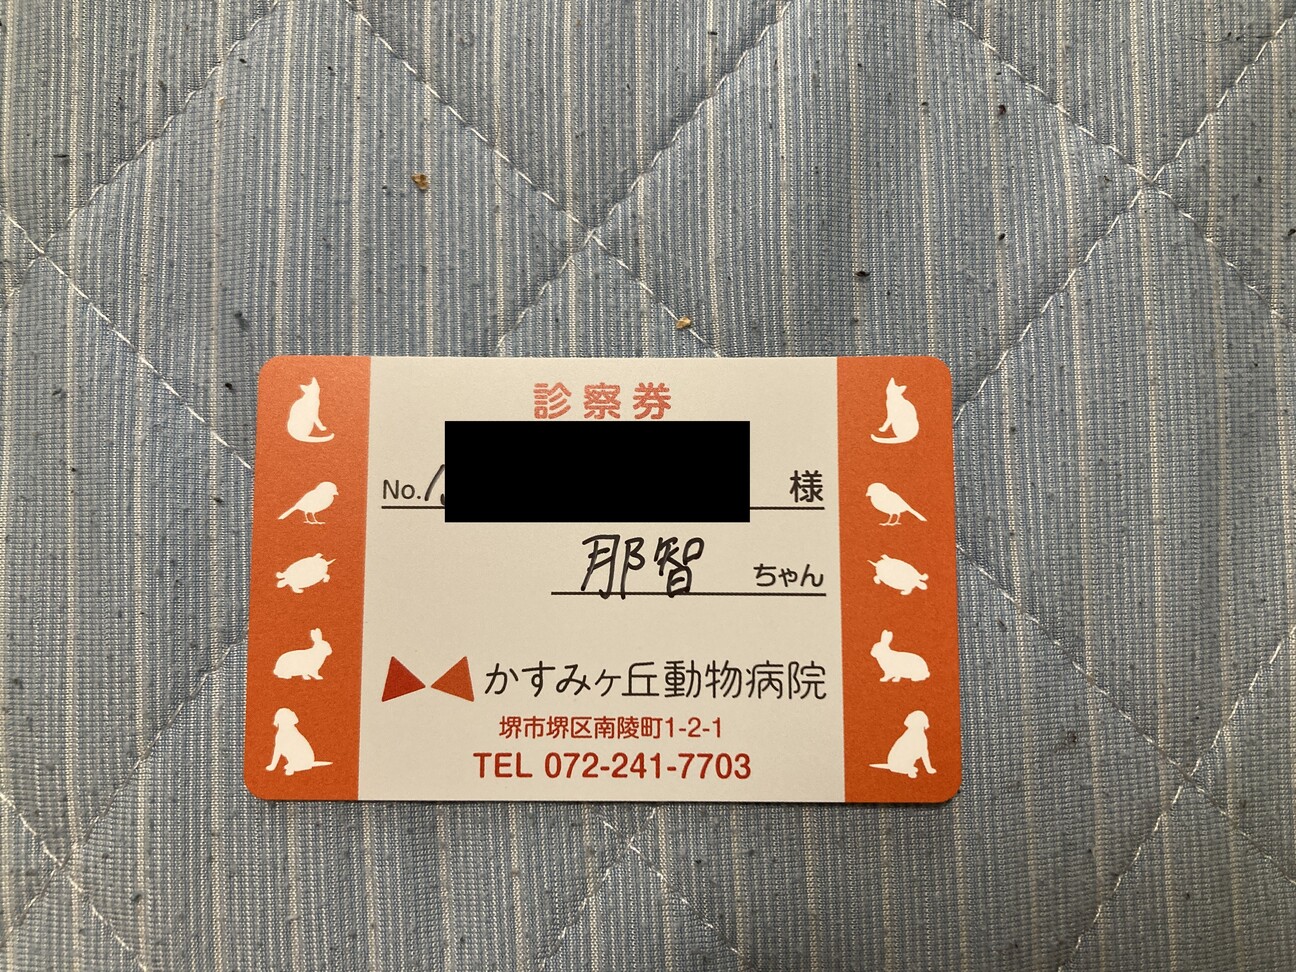 診察券
No. 様
那智 ちゃん
かすみヶ丘動物病院
堺市堺区南陵町1-2-1
TEL 072-241-7703